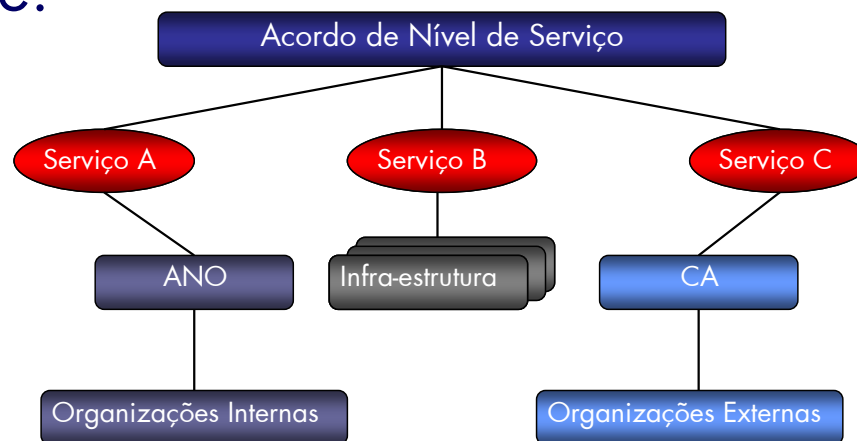 Acordo de Nível de Serviço
Serviço A
Serviço B
Serviço C
ANO
Infra-estrutura
CA
Organizações Internas
Organizações Externas